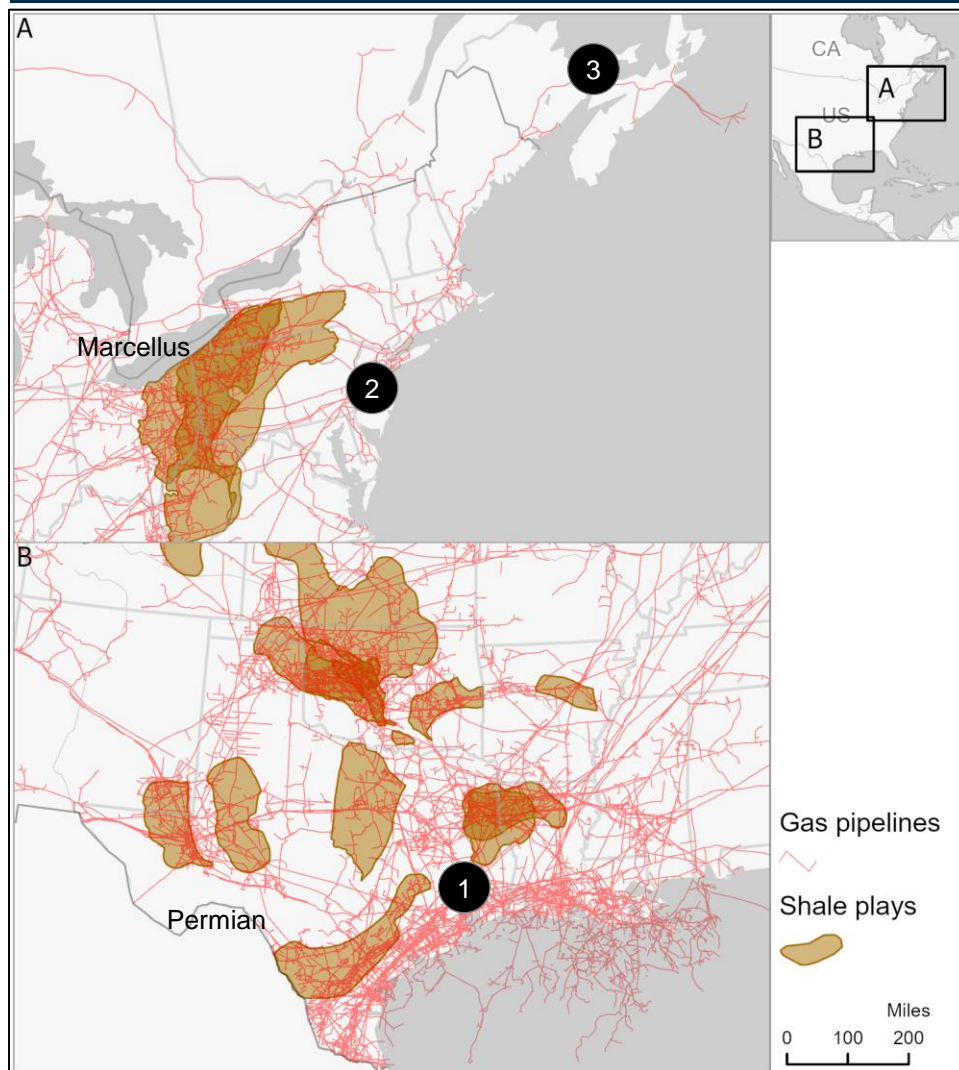 A
3
Marcellus
2
B
Permian
1
CA
US
A
B
Gas pipelines
Shale plays
Miles
0 100 200